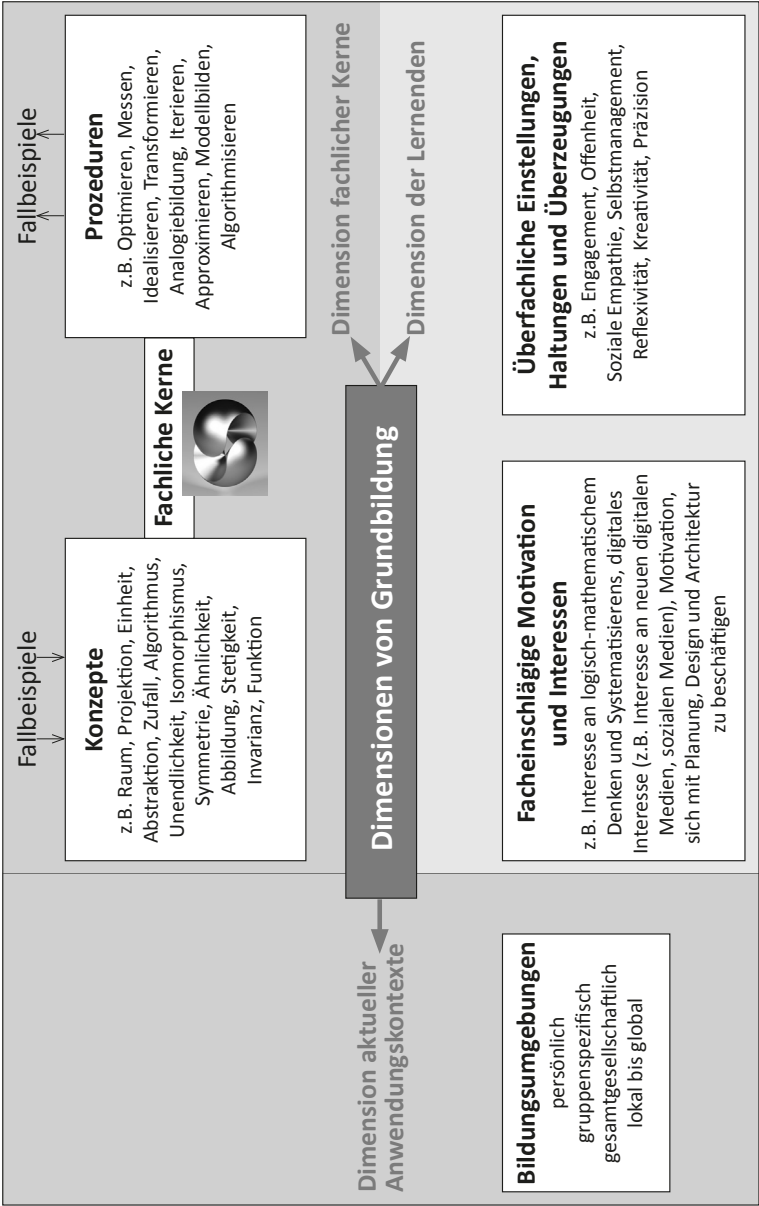 Fallbeispiele
Fallbeispiele
Konzepte
z.B. Raum, Projektion, Einheit,
Abstraktion, Zufall, Algorithmus,
Unendlichkeit, Isomorphismus,
Symmetrie, Ähnlichkeit,
Abbildung, Stetigkeit,
Invarianz, Funktion
Fachliche Kerne
Prozeduren
z.B. Optimieren, Messen,
Idealisieren, Transformieren,
Analogiebildung, Iterieren,
Approximieren, Modellbilden,
Algorithmisieren
Dimension aktueller
Anwendungskontexte
Dimensionen von Grundbildung
Dimension fachlicher Kerne
Dimension der Lernenden
Bildungsumgebungen
persönlich
gruppenspezifisch
gesamtgesellschaftlich
lokal bis global
Facheinschlägige Motivation
und Interessen
z.B. Interesse an logisch-mathematischem
Denken und Systematisierens, digitales
Interesse (z.B. Interesse an neuen digitalen
Medien, sozialen Medien), Motivation,
sich mit Planung, Design und Architektur
zu beschäftigen
Überfachliche Einstellungen,
Haltungen und Überzeugungen
z.B. Engagement, Offenheit,
Soziale Empathie, Selbstmanagement,
Reflexivität, Kreativität, Präzision